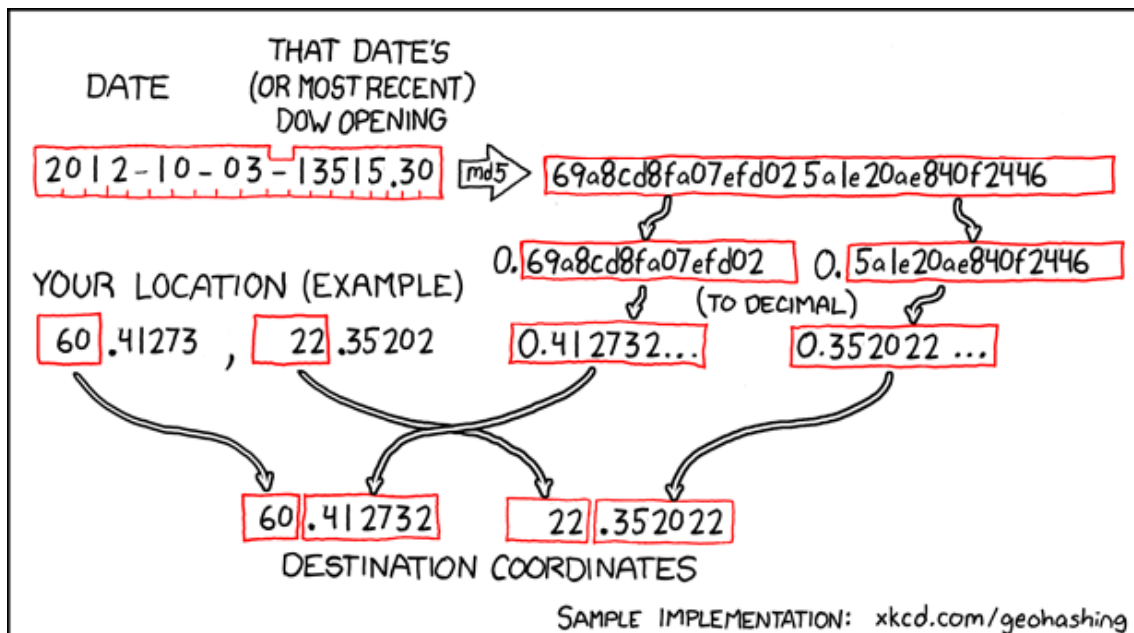 DATE
THAT DATE'S
(OR MOST RECENT)
DOW OPENING
2012-10-03-13515.30
md5
69a8cd8fa07efd025a1e20ae840f2446
0.69a8cd8fa07efd02
0.5a1e20ae840f2446
YOUR LOCATION (EXAMPLE)
(TO DECIMAL)
60.41273, 22.35202
0.412732...
0.352022...
60.412732
22.352022
DESTINATION COORDINATES
SAMPLE IMPLEMENTATION: xkcd.com/geohashing